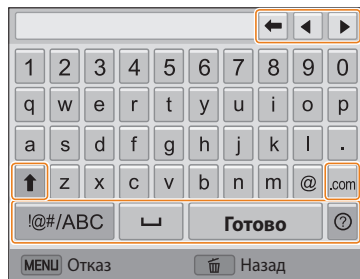 1 2 3 4 5 6 7 8 9 0
q w e r t y u i o p
a s d f g h j k l .
z x c v b n m @ .com
!@#/ABC Готово ?
MENU Отказ Назад